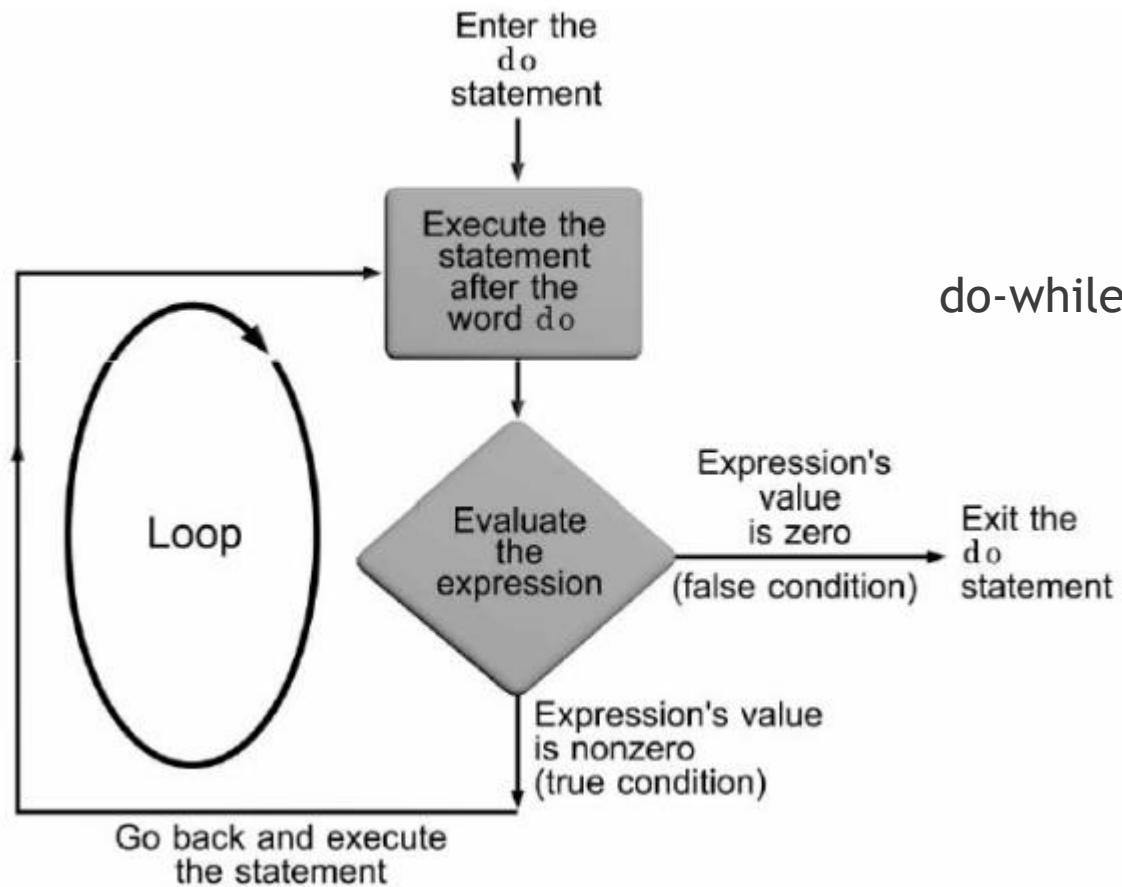 Enter the
do
statement
Execute the
statement
after the
word do
do-while
Loop
Evaluate
the
expression
Expression's
value
is zero
(false condition)
Exit the
do
statement
Expression's value
is nonzero
(true condition)
Go back and execute
the statement